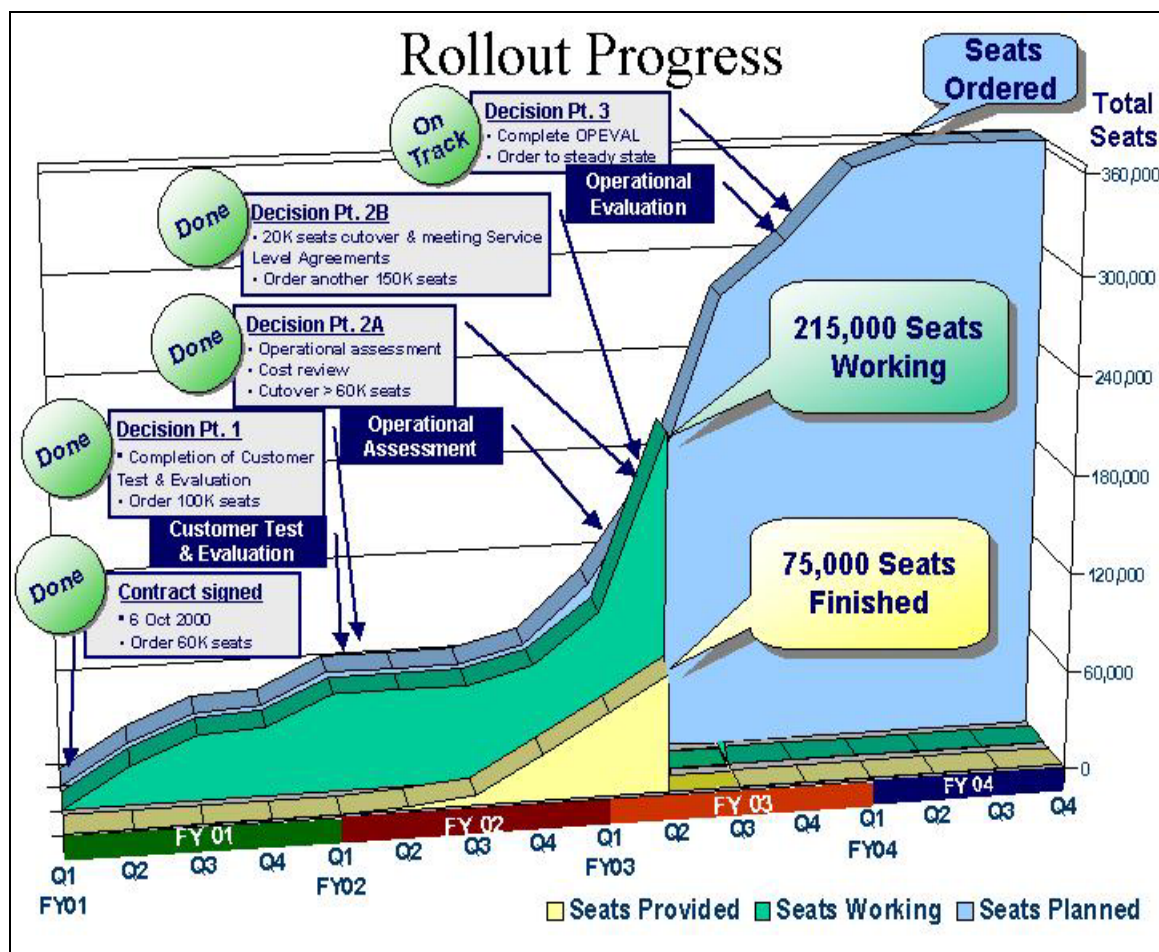 Rollout Progress
Seats
Ordered
Total
Seats
On
Track
Decision Pt. 3
• Complete OPEVAL
• Order to steady state
Operational
Evaluation
Done
Decision Pt. 2B
• 20K seats cutover & meeting Service
Level Agreements
• Order another 150K seats
Done
Decision Pt. 2A
• Operational assessment
• Cost review
• Cutover > 60K seats
Operational
Assessment
Done
Decision Pt. 1
▪ Completion of Customer
Test & Evaluation
• Order 100K seats
Customer Test
& Evaluation
Done
Contract signed
▪ 6 Oct 2000
• Order 60K seats
215,000 Seats
Working
75,000 Seats
Finished
360,000
300,000
240,000
180,000
120,000
60,000
0
FY 01
FY 02
FY 03
FY 04
Q1
FY01
Q2
Q3
Q4
Q1
FY02
Q2
Q3
Q4
Q1
FY03
Q2
Q3
Q4
Q1
FY04
Q2
Q3
Q4
Seats Provided
Seats Working
Seats Planned